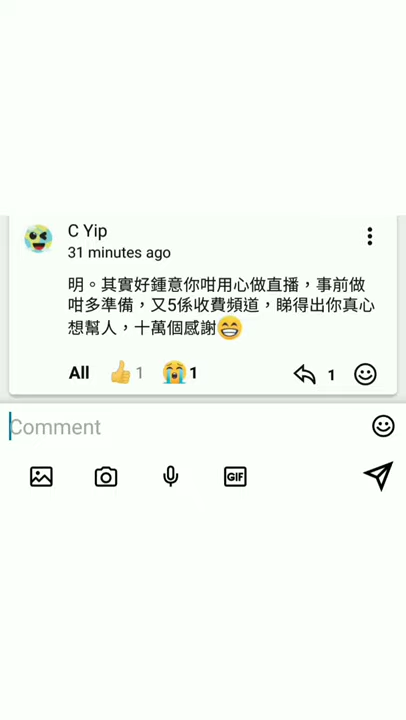 C Yip
31 minutes ago
明。其實好鍾意你咁用心做直播，事前做
咁多準備，又5係收費頻道，睇得出你真心
想幫人，十萬個感謝😁
All 👍1 😭1 1
Comment
GIF